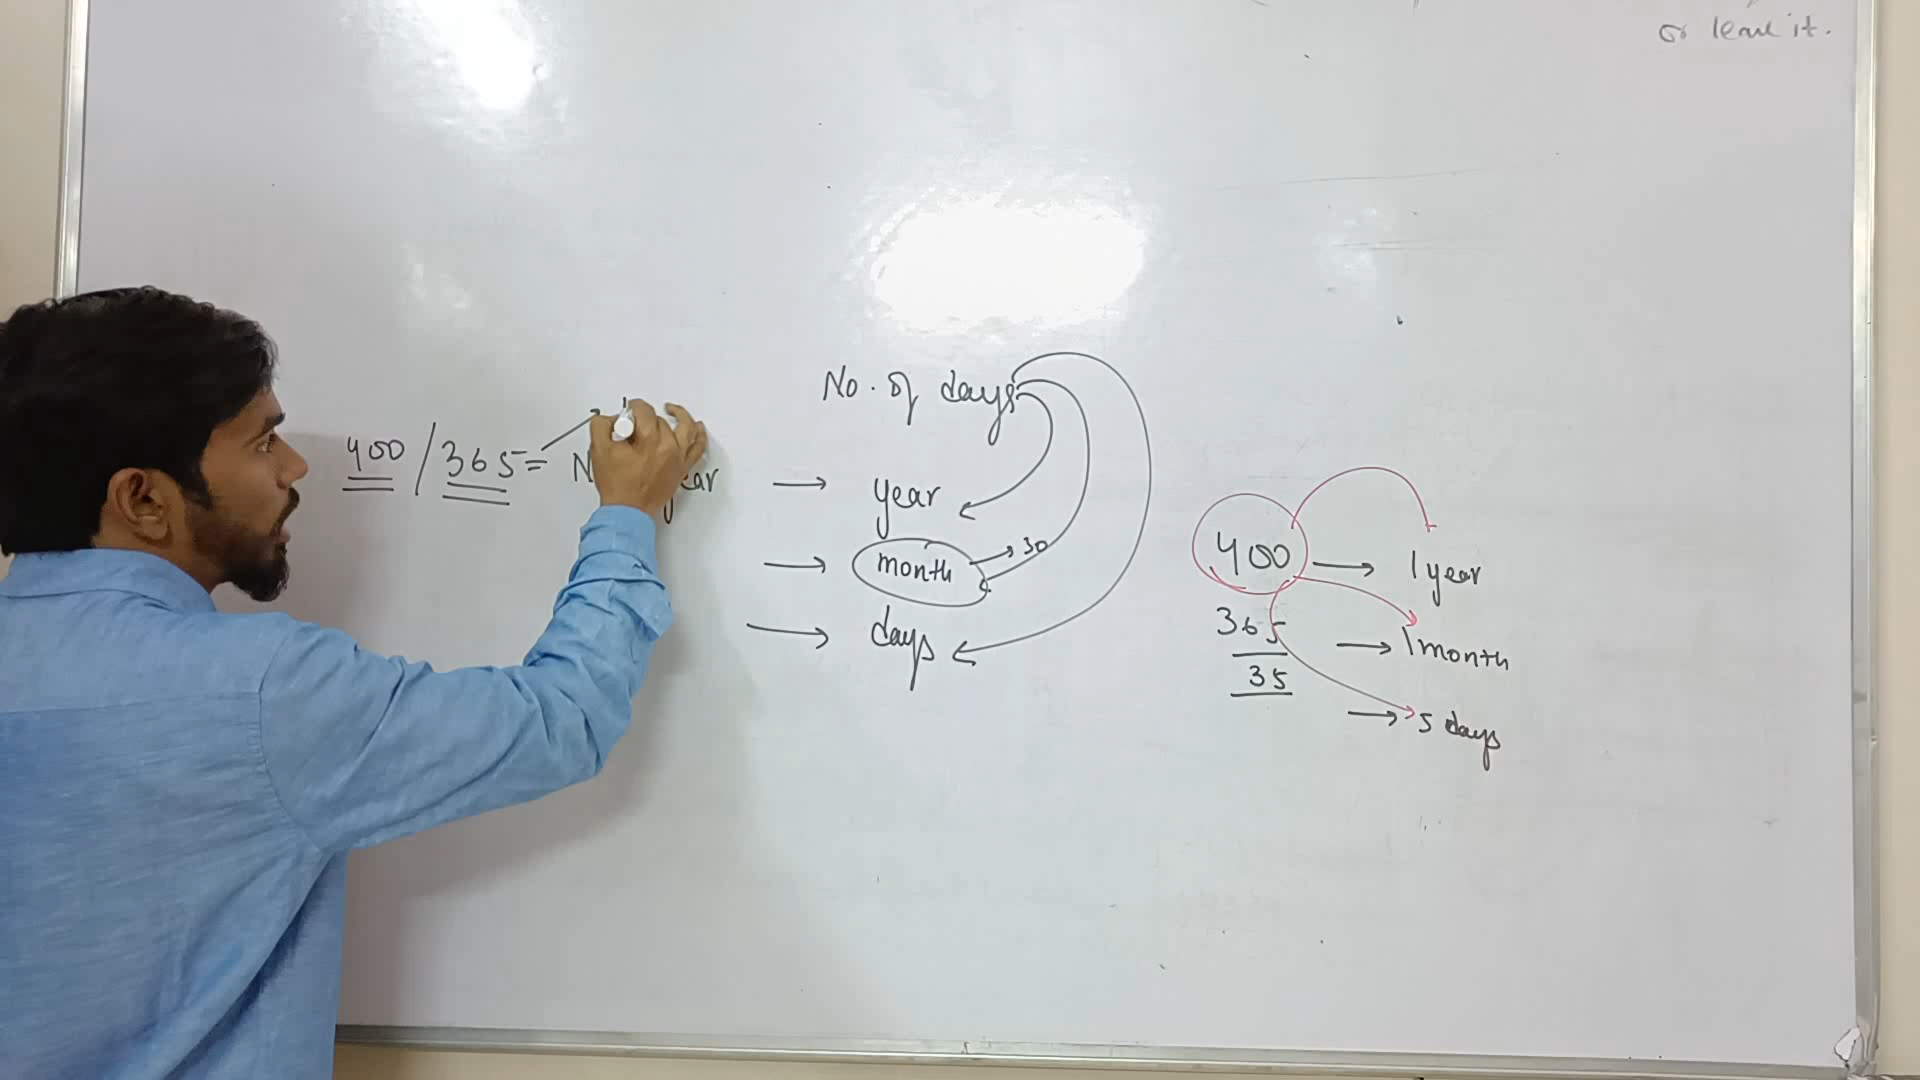 or leave it.
No. of days
400 / 365 =
year
month → 30
days
400 → 1 year
365 → 1 month
35
→ 5 days